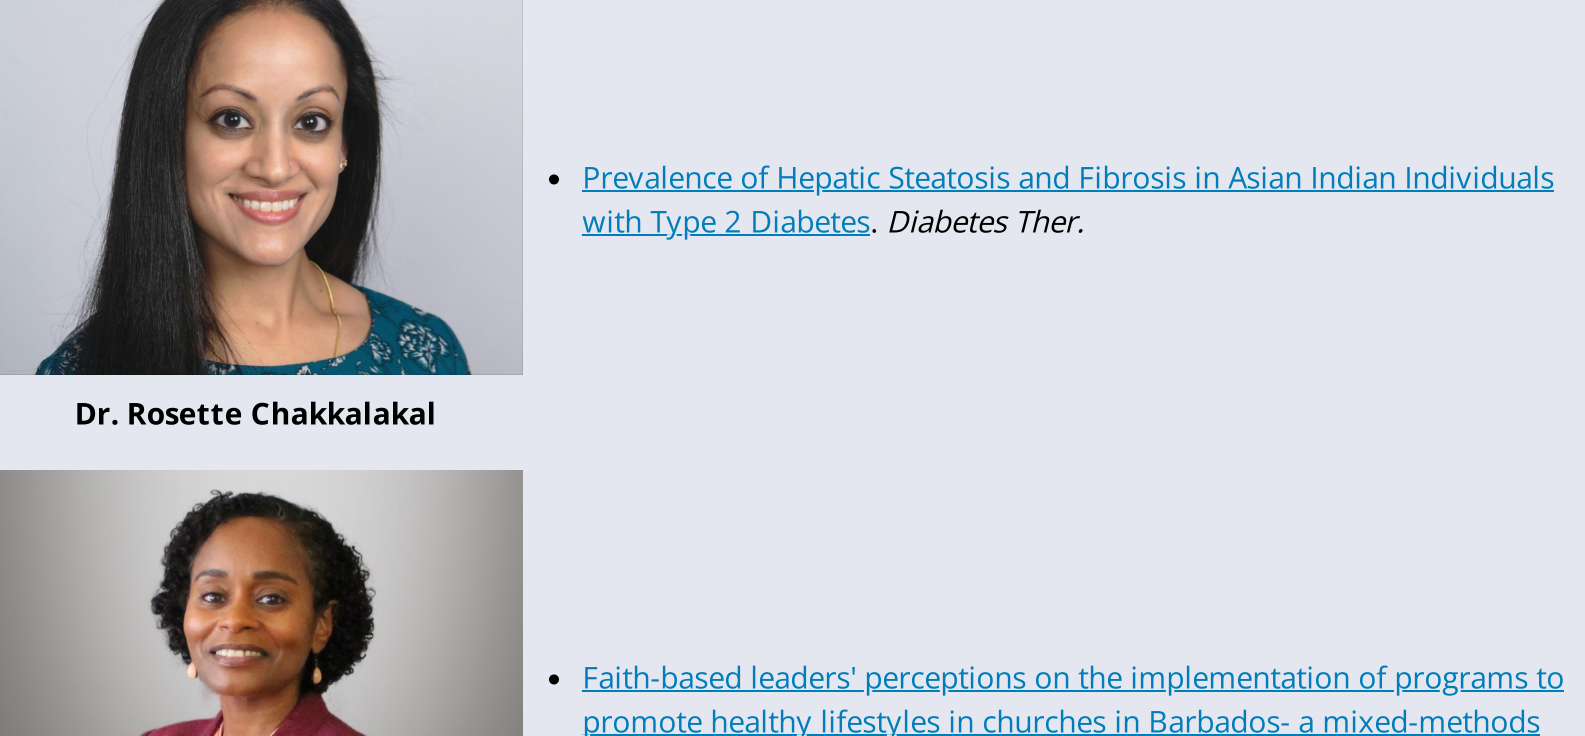 Prevalence of Hepatic Steatosis and Fibrosis in Asian Indian Individuals
with Type 2 Diabetes. Diabetes Ther.
Dr. Rosette Chakkalakal
Faith-based leaders' perceptions on the implementation of programs to
promote healthy lifestyles in churches in Barbados- a mixed-methods